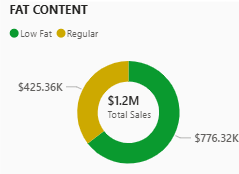 FAT CONTENT
Low Fat Regular
$425.36K
$1.2M
Total Sales
$776.32K